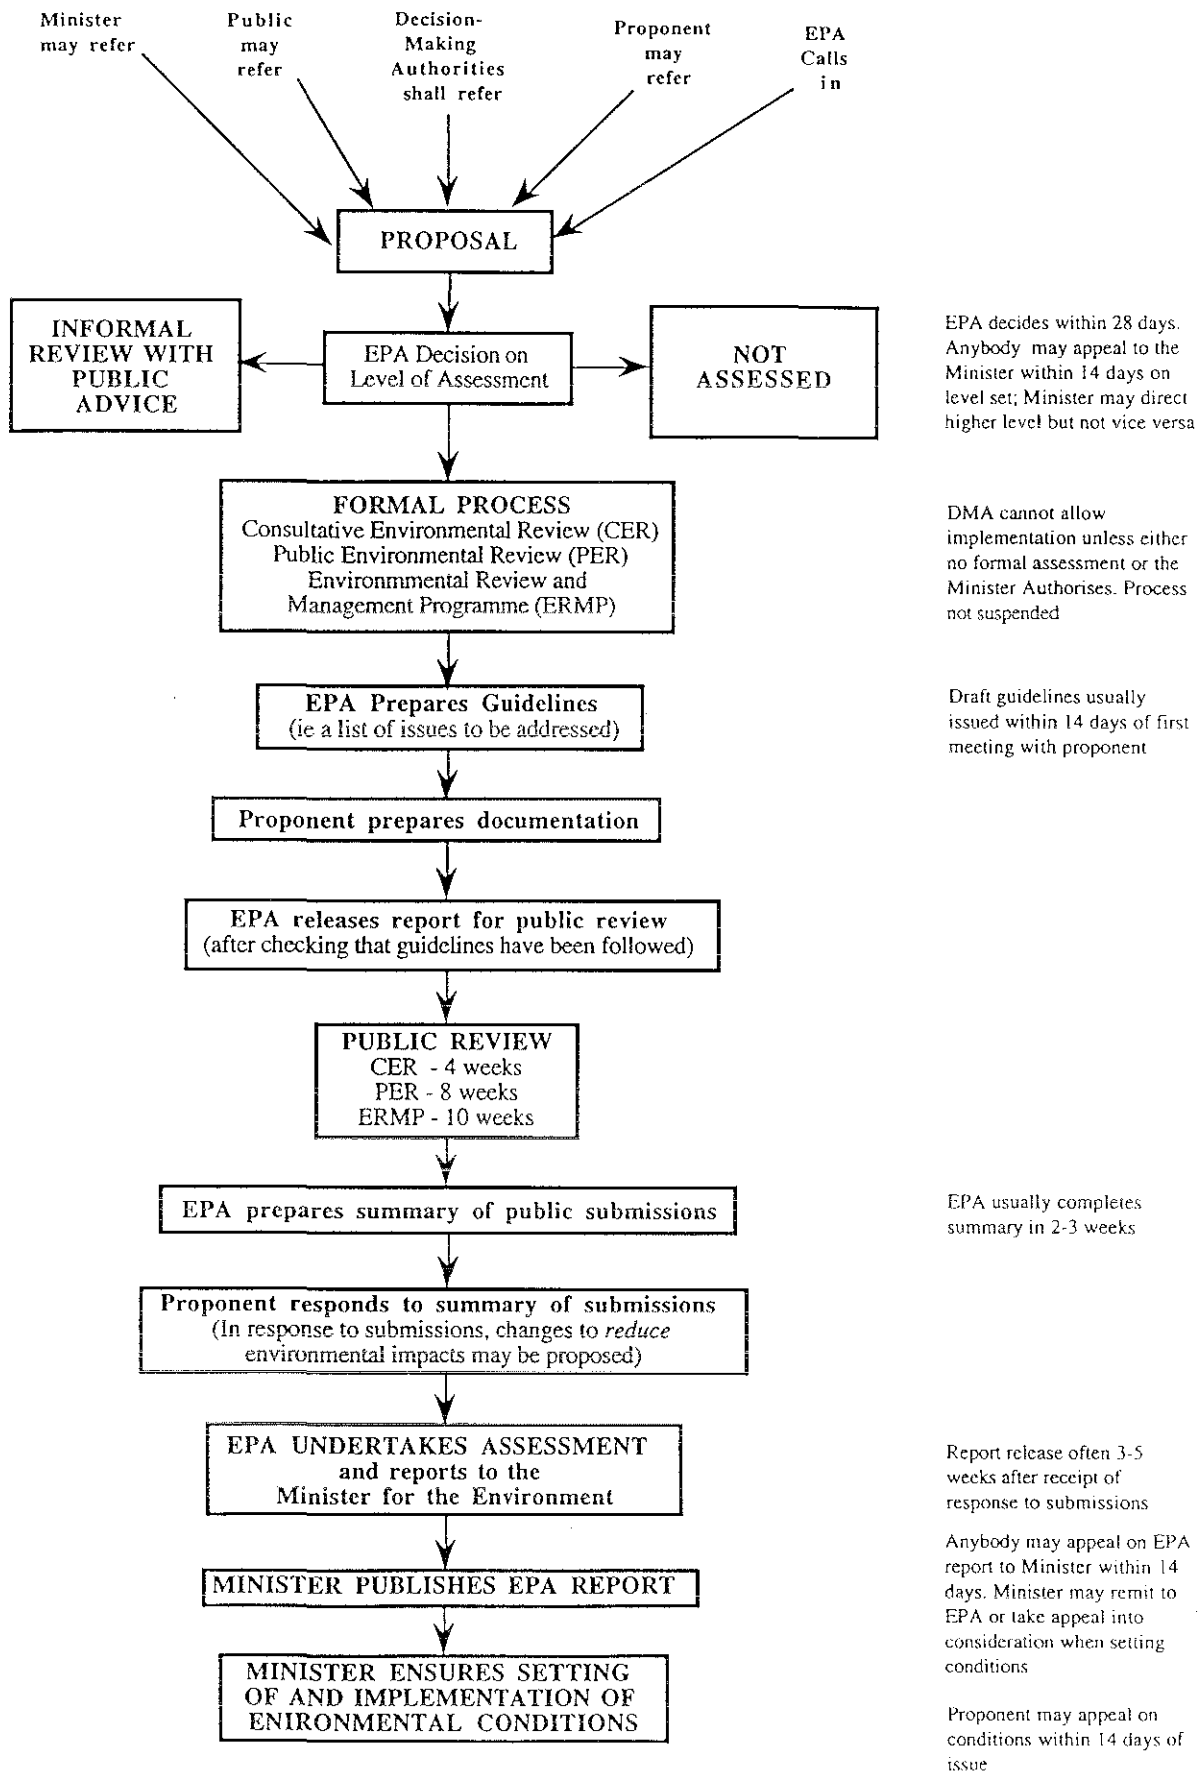 Minister
may refer
Public
may
refer
Decision-
Making
Authorities
shall refer
Proponent
may
refer
EPA
Calls
in
PROPOSAL
INFORMAL
REVIEW WITH
PUBLIC
ADVICE
EPA Decision on
Level of Assessment
NOT
ASSESSED
EPA decides within 28 days.
Anybody may appeal to the
Minister within 14 days on
level set; Minister may direct
higher level but not vice versa
FORMAL PROCESS
Consultative Environmental Review (CER)
Public Environmental Review (PER)
Environmmental Review and
Management Programme (ERMP)
DMA cannot allow
implementation unless either
no formal assessment or the
Minister Authorises. Process
not suspended
EPA Prepares Guidelines
(ie a list of issues to be addressed)
Draft guidelines usually
issued within 14 days of first
meeting with proponent
Proponent prepares documentation
EPA releases report for public review
(after checking that guidelines have been followed)
PUBLIC REVIEW
CER - 4 weeks
PER - 8 weeks
ERMP - 10 weeks
EPA prepares summary of public submissions
EPA usually completes
summary in 2-3 weeks
Proponent responds to summary of submissions
(In response to submissions, changes to reduce
environmental impacts may be proposed)
EPA UNDERTAKES ASSESSMENT
and reports to the
Minister for the Environment
Report release often 3-5
weeks after receipt of
response to submissions
MINISTER PUBLISHES EPA REPORT
Anybody may appeal on EPA
report to Minister within 14
days. Minister may remit to
EPA or take appeal into
consideration when setting
conditions
MINISTER ENSURES SETTING
OF AND IMPLEMENTATION OF
ENIRONMENTAL CONDITIONS
Proponent may appeal on
conditions within 14 days of
issue